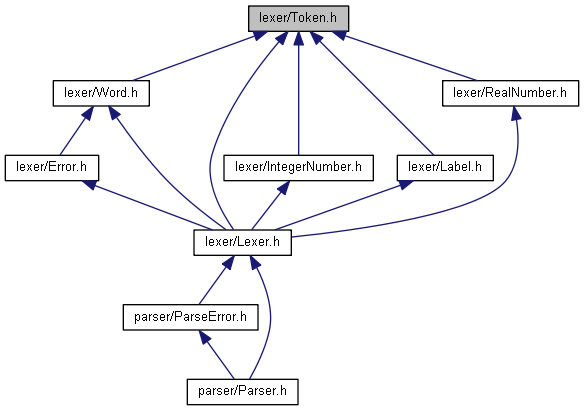 lexer/Token.h
lexer/Word.h
lexer/RealNumber.h
lexer/Error.h
lexer/IntegerNumber.h
lexer/Label.h
lexer/Lexer.h
parser/ParseError.h
parser/Parser.h